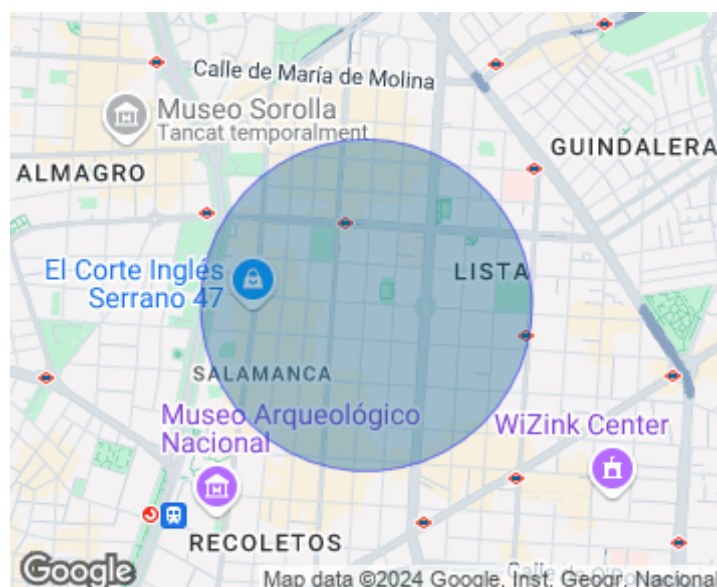 Calle de María de Molina
Museo Sorolla
Tancat temporalment
GUINDALERA
ALMAGRO
El Corte Inglés
Serrano 47
LISTA
SALAMANCA
Museo Arqueológico
Nacional
WiZink Center
RECOLETOS
Google
Map data ©2024 Google, Inst. Geogr. Nacional